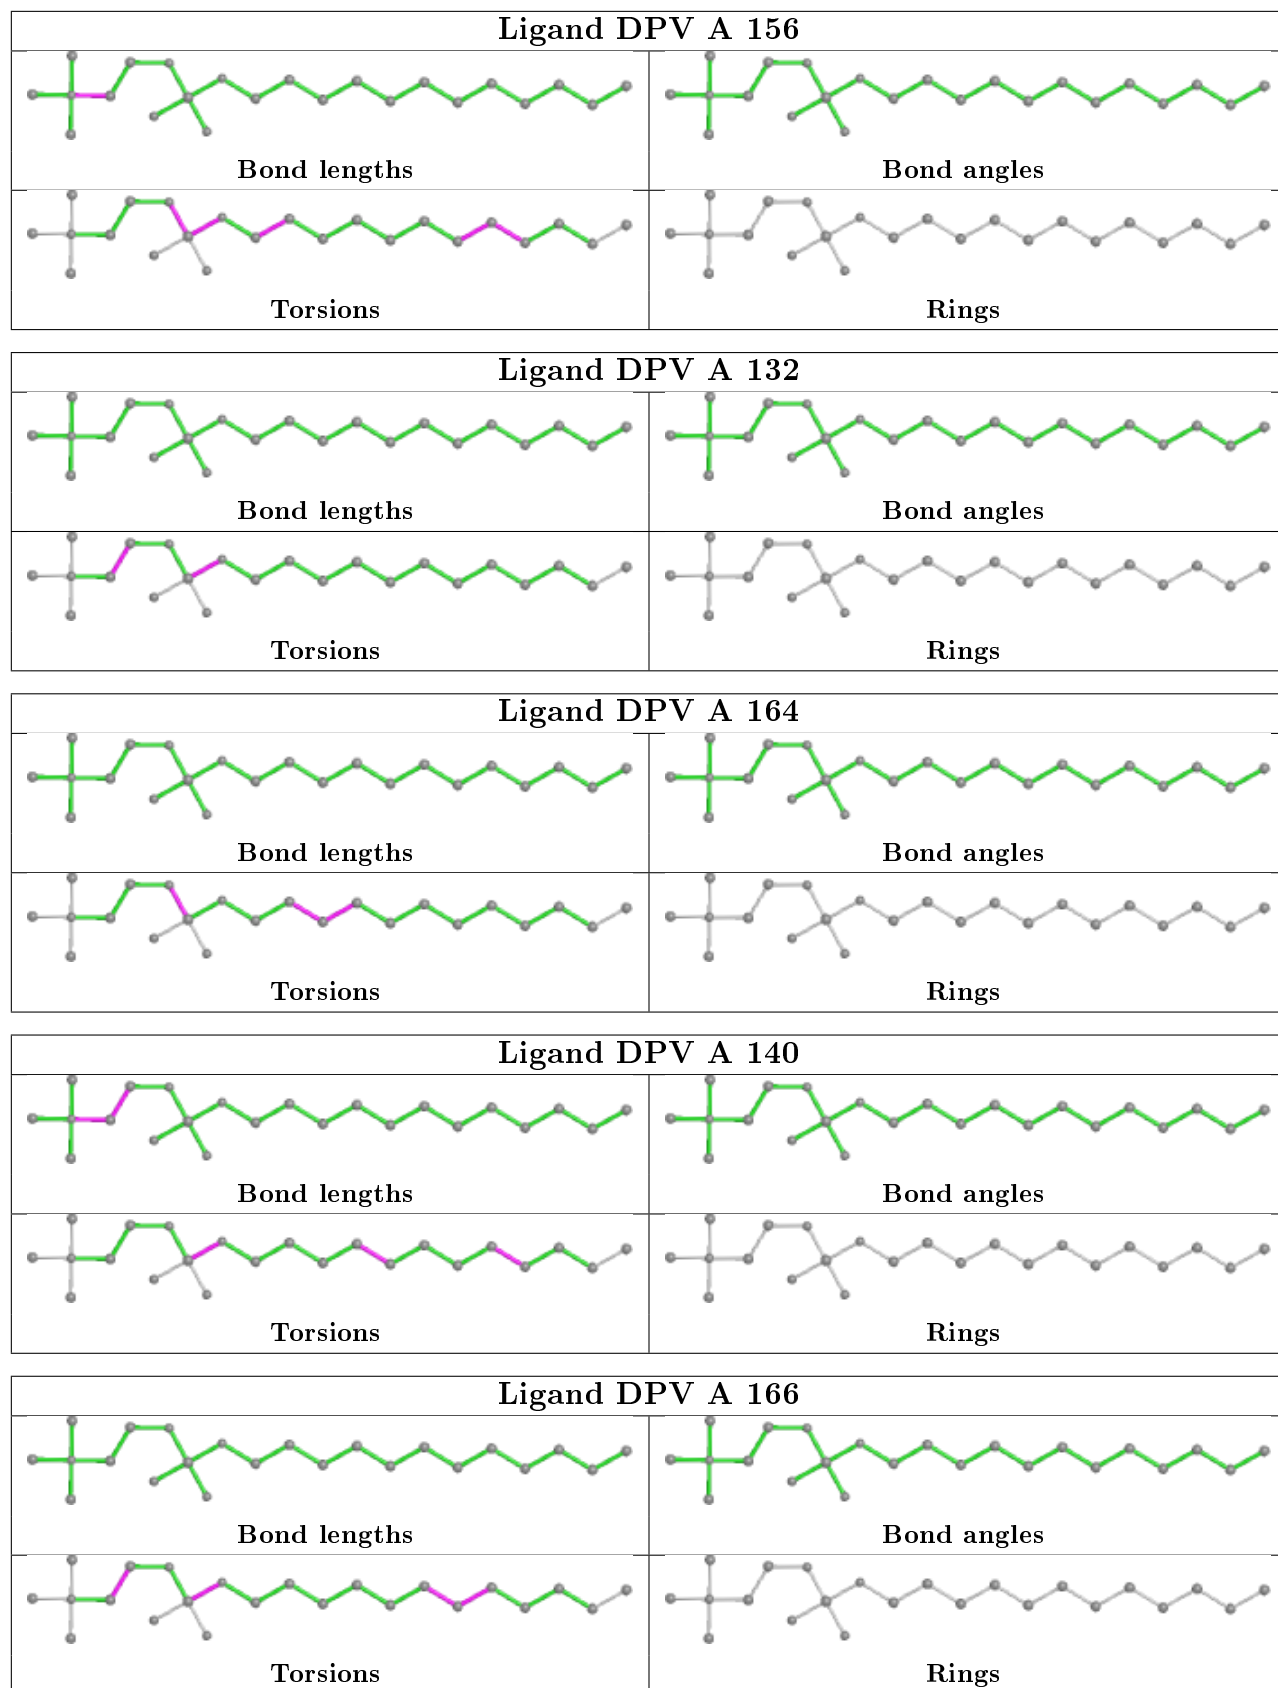 Ligand DPV A 156
Bond lengths
Bond angles
Torsions
Rings
Ligand DPV A 132
Bond lengths
Bond angles
Torsions
Rings
Ligand DPV A 164
Bond lengths
Bond angles
Torsions
Rings
Ligand DPV A 140
Bond lengths
Bond angles
Torsions
Rings
Ligand DPV A 166
Bond lengths
Bond angles
Torsions
Rings